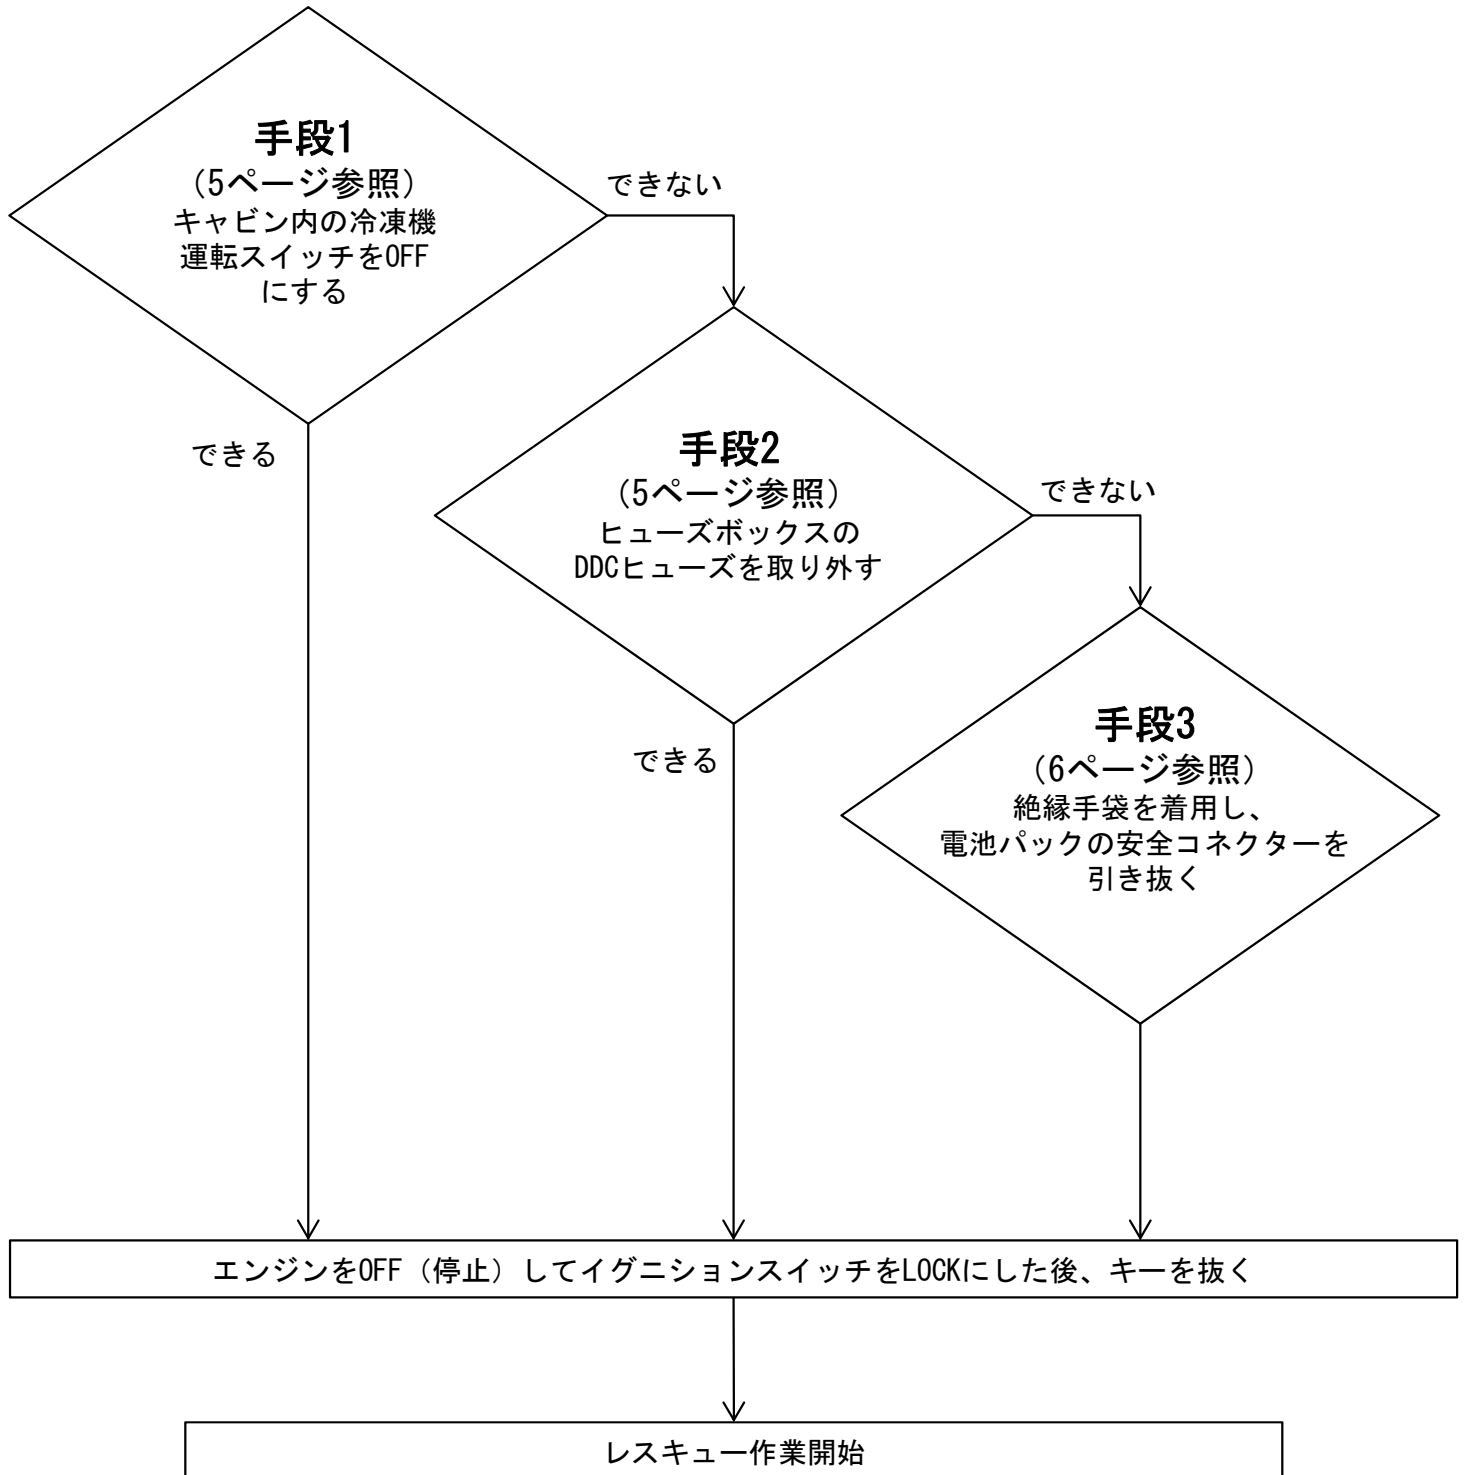 手段1
（5ページ参照）
キャビン内の冷凍機
運転スイッチをOFF
にする
できない
できる
手段2
（5ページ参照）
ヒューズボックスの
DDCヒューズを取り外す
できない
できる
手段3
（6ページ参照）
絶縁手袋を着用し、
電池パックの安全コネクターを
引き抜く
エンジンをOFF（停止）してイグニションスイッチをLOCKにした後、キーを抜く
レスキュー作業開始